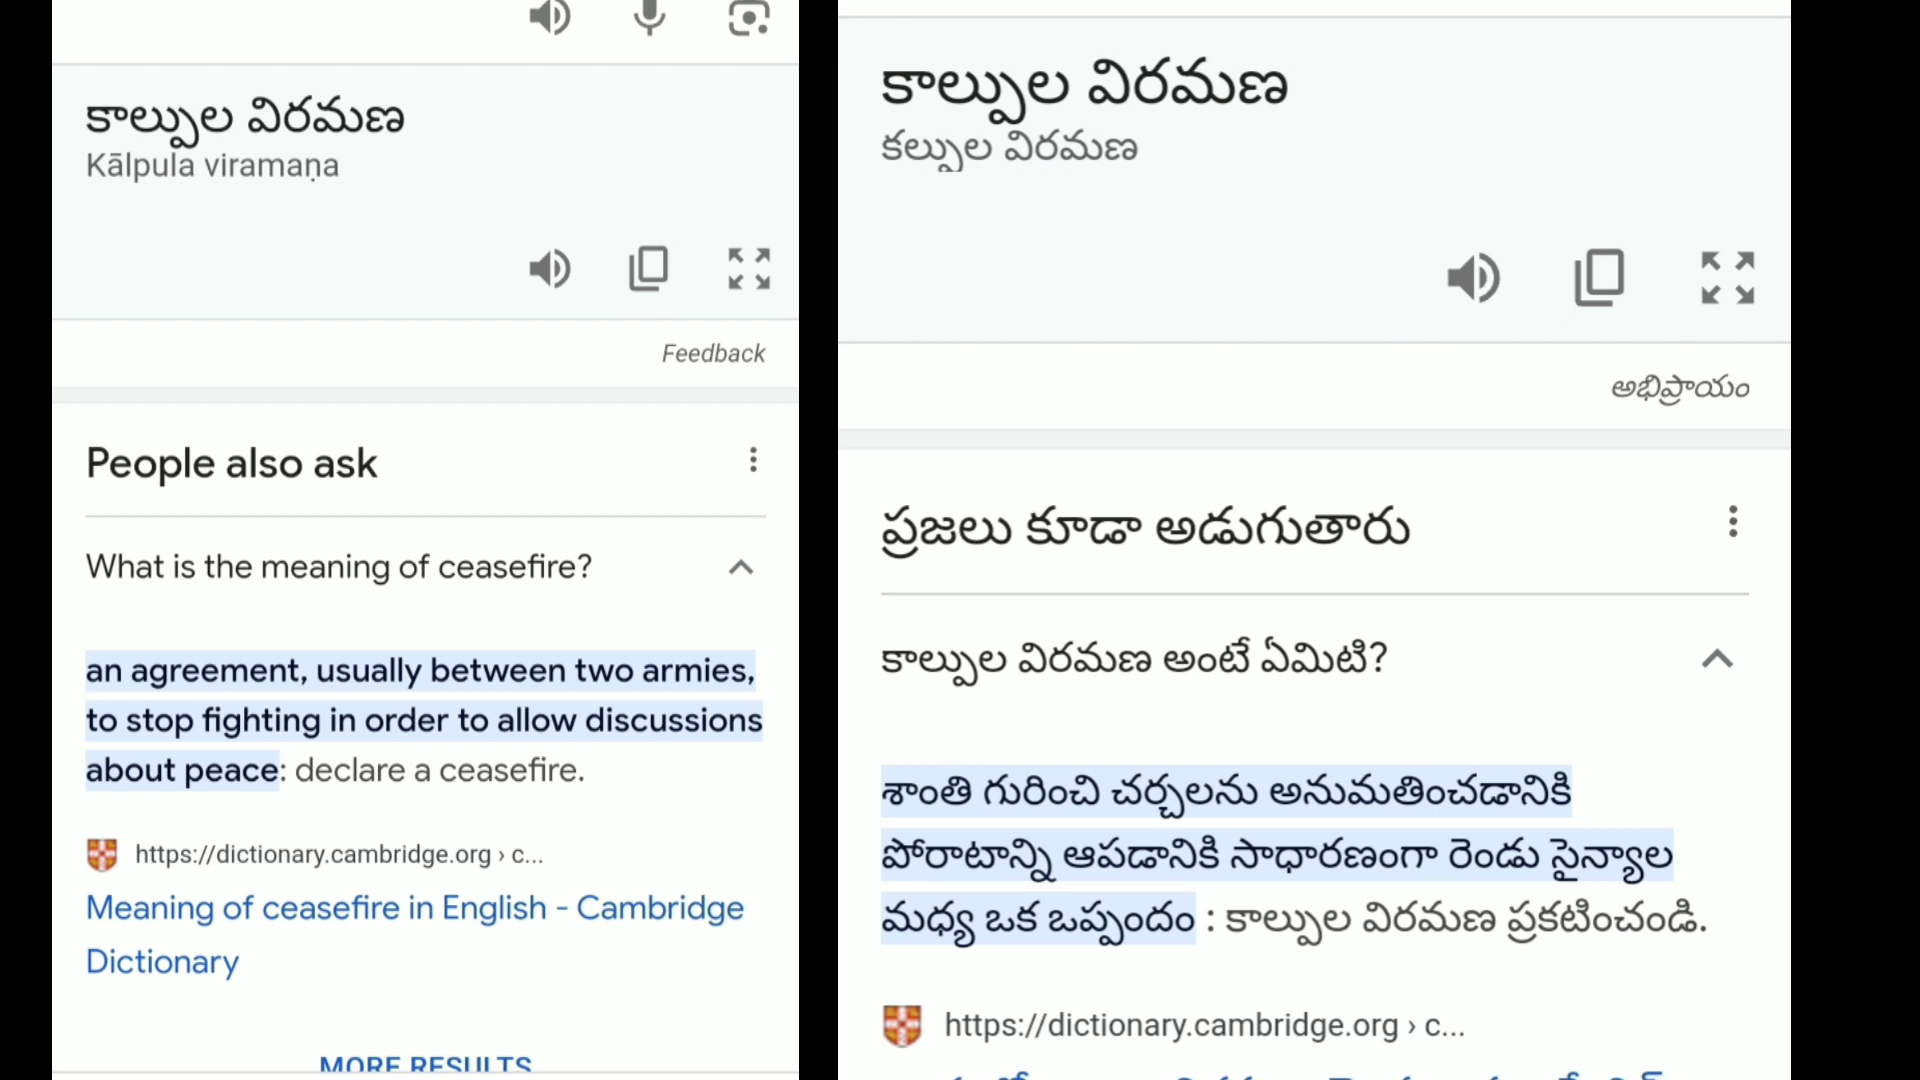 కాల్పుల విరమణ
Kālpula viramaṇa
Feedback
People also ask
What is the meaning of ceasefire?
an agreement, usually between two armies,
to stop fighting in order to allow discussions
about peace: declare a ceasefire.
https://dictionary.cambridge.org › c...
Meaning of ceasefire in English - Cambridge
Dictionary
MORE RESULTS
కాల్పుల విరమణ
కల్పుల విరమణ
అభిప్రాయం
ప్రజలు కూడా అడుగుతారు
కాల్పుల విరమణ అంటే ఏమిటి?
శాంతి గురించి చర్చలను అనుమతించడానికి
పోరాటాన్ని ఆపడానికి సాధారణంగా రెండు సైన్యాల
మధ్య ఒక ఒప్పందం : కాల్పుల విరమణ ప్రకటించండి.
https://dictionary.cambridge.org › c...